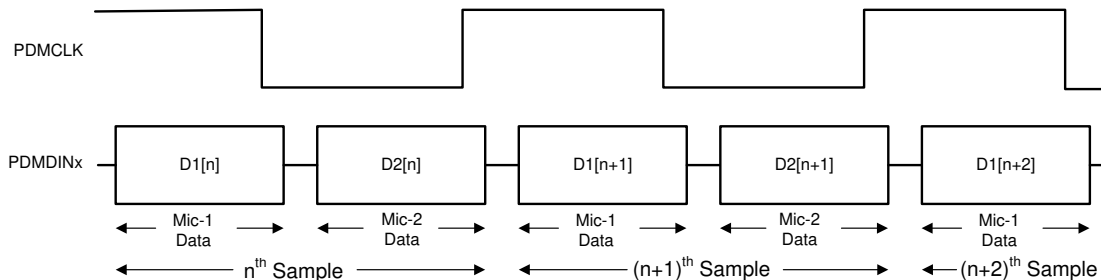 PDMCLK
PDMDINx
D1[n]
D2[n]
D1[n+1]
D2[n+1]
D1[n+2]
Mic-1
Data
Mic-2
Data
Mic-1
Data
Mic-2
Data
Mic-1
Data
nth Sample
(n+1)th Sample
(n+2)th Sample